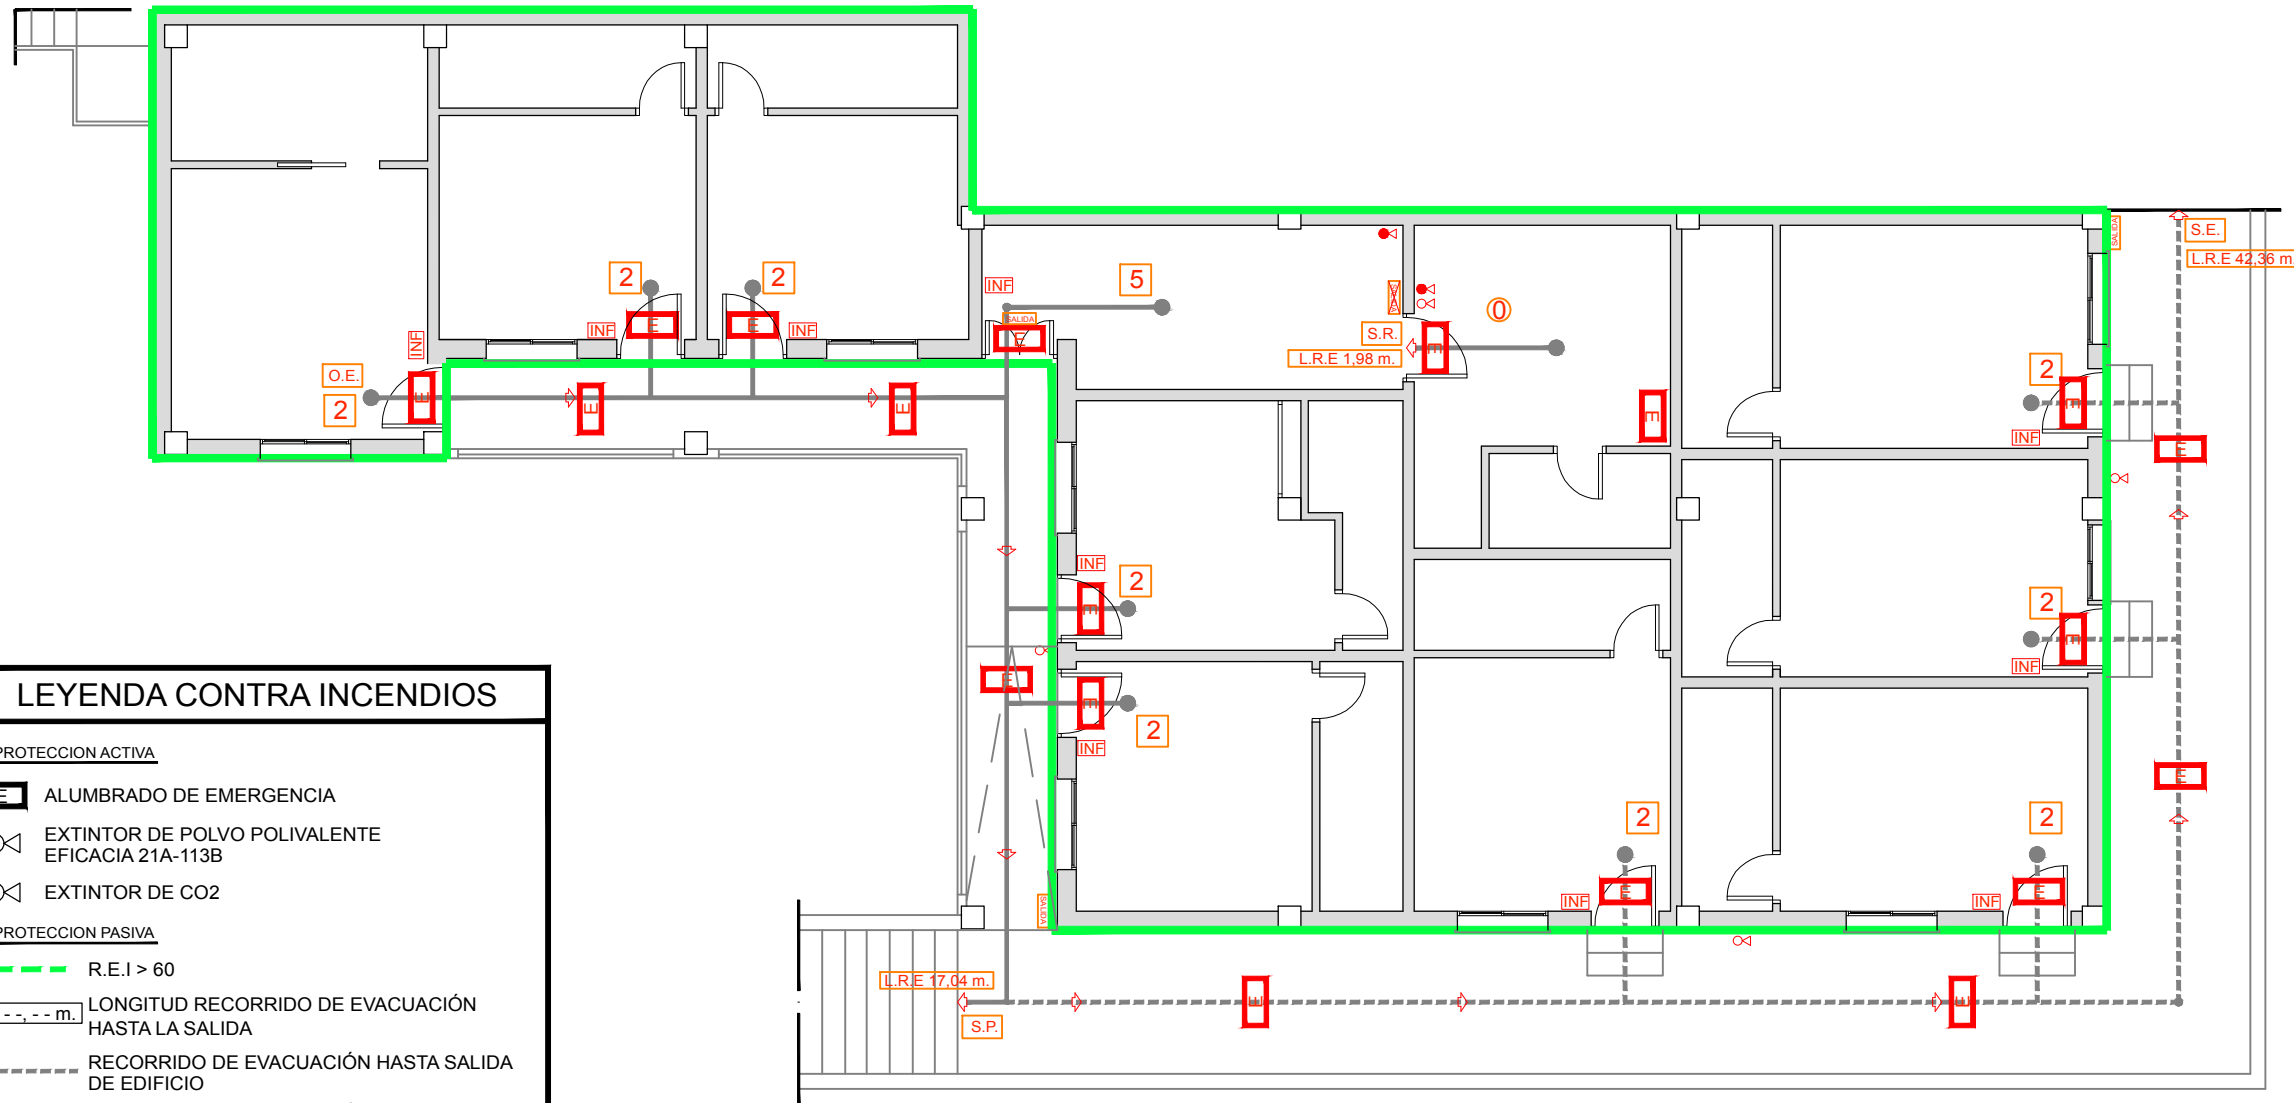 S.E.
SALIDA
L.R.E 42,36 m.
2
2
5
INF
SALIDA
E
0
S.R.
L.R.E 1,98 m.
E
INF
E
E
INF
INF
O.E.
2
E
E
E
E
2
E
INF
E
INF
2
E
2
E
INF
E
E
INF
2
E
2
2
INF
E
INF
E
SALIDA
L.R.E 17,04 m.
S.P.
E
E
LEYENDA CONTRA INCENDIOS
PROTECCION ACTIVA
E ALUMBRADO DE EMERGENCIA
EXTINTOR DE POLVO POLIVALENTE
EFICACIA 21A-113B
EXTINTOR DE CO2
PROTECCION PASIVA
R.E.I > 60
- -, - - m. LONGITUD RECORRIDO DE EVACUACIÓN
HASTA LA SALIDA
RECORRIDO DE EVACUACIÓN HASTA SALIDA
DE EDIFICIO